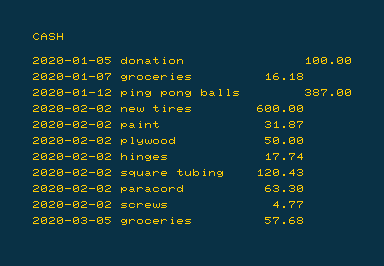 CASH
2020-01-05 donation 100.00
2020-01-07 groceries 16.18
2020-01-12 ping pong balls 387.00
2020-02-02 new tires 600.00
2020-02-02 paint 31.87
2020-02-02 plywood 50.00
2020-02-02 hinges 17.74
2020-02-02 square tubing 120.43
2020-02-02 paracord 63.30
2020-02-02 screws 4.77
2020-03-05 groceries 57.68